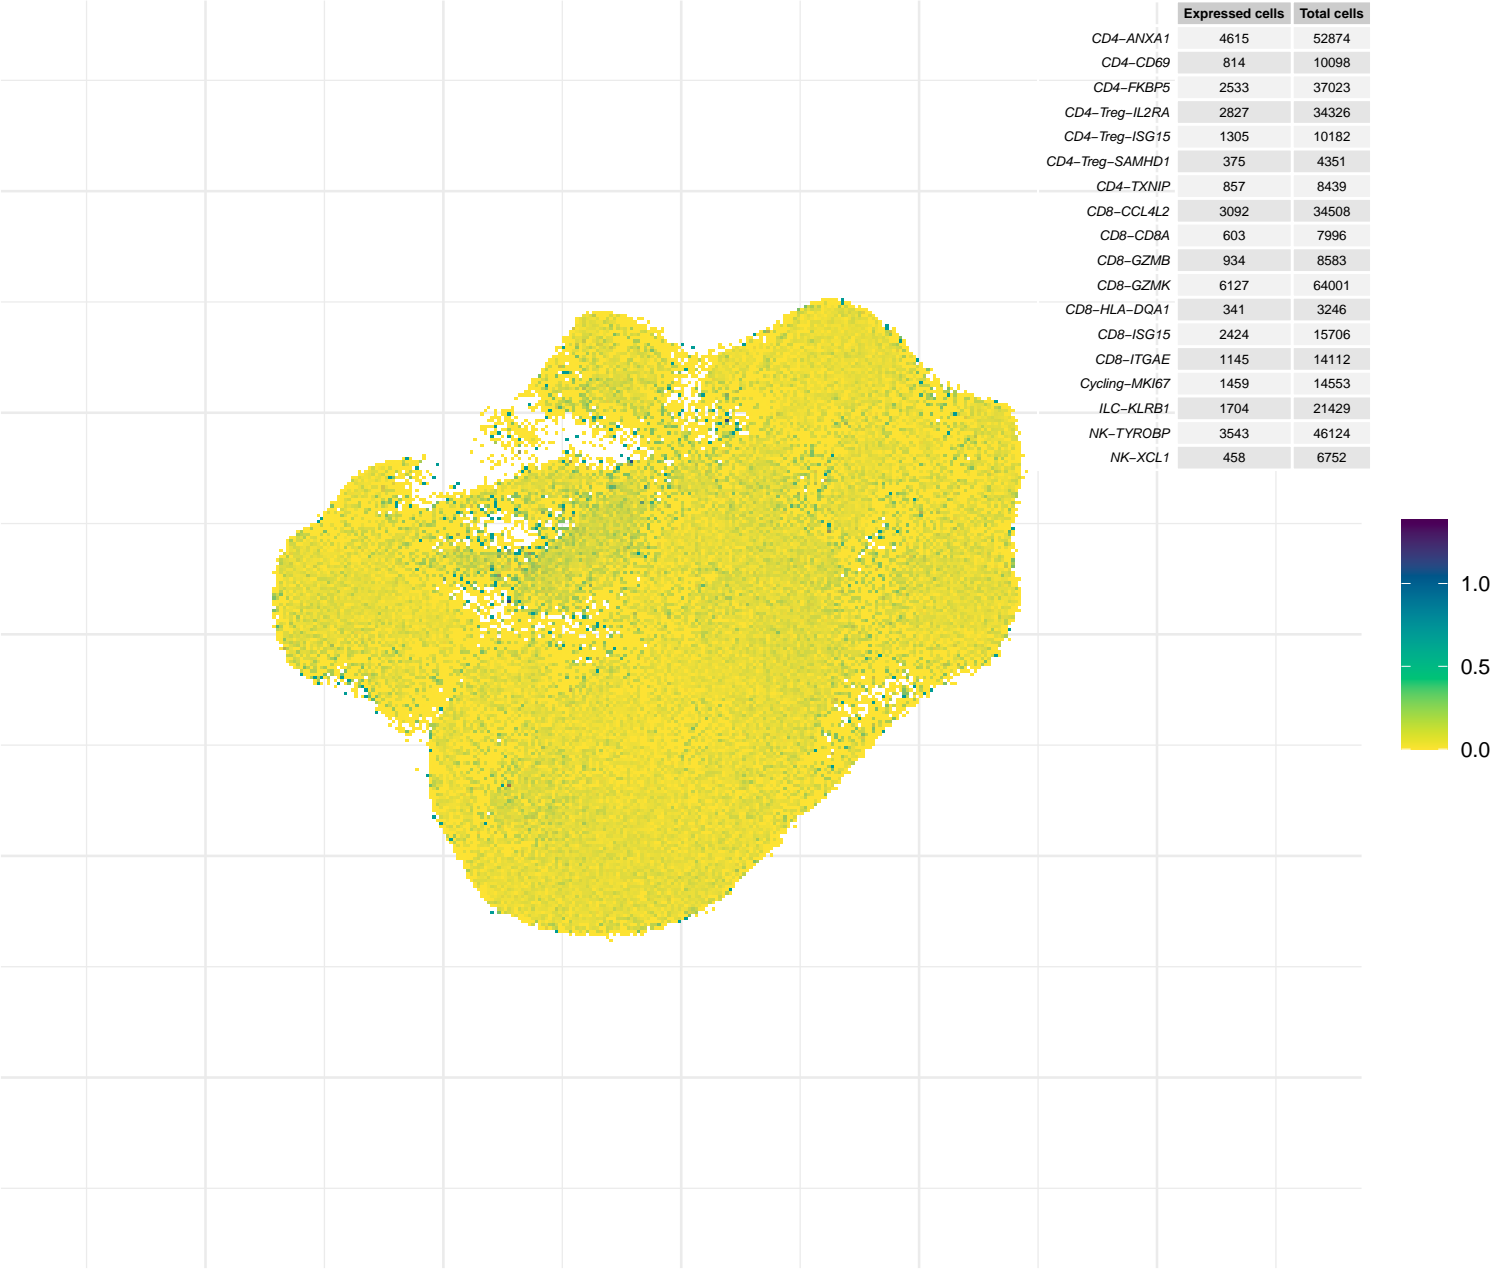 Expressed cells Total cells
CD4−ANXA1 4615 52874
CD4−CD69 814 10098
CD4−FKBP5 2533 37023
CD4−Treg−IL2RA 2827 34326
CD4−Treg−ISG15 1305 10182
CD4−Treg−SAMHD1 375 4351
CD4−TXNIP 857 8439
CD8−CCL4L2 3092 34508
CD8−CD8A 603 7996
CD8−GZMB 934 8583
CD8−GZMK 6127 64001
CD8−HLA−DQA1 341 3246
CD8−ISG15 2424 15706
CD8−ITGAE 1145 14112
Cycling−MKI67 1459 14553
ILC−KLRB1 1704 21429
NK−TYROBP 3543 46124
NK−XCL1 458 6752
1.0
0.5
0.0